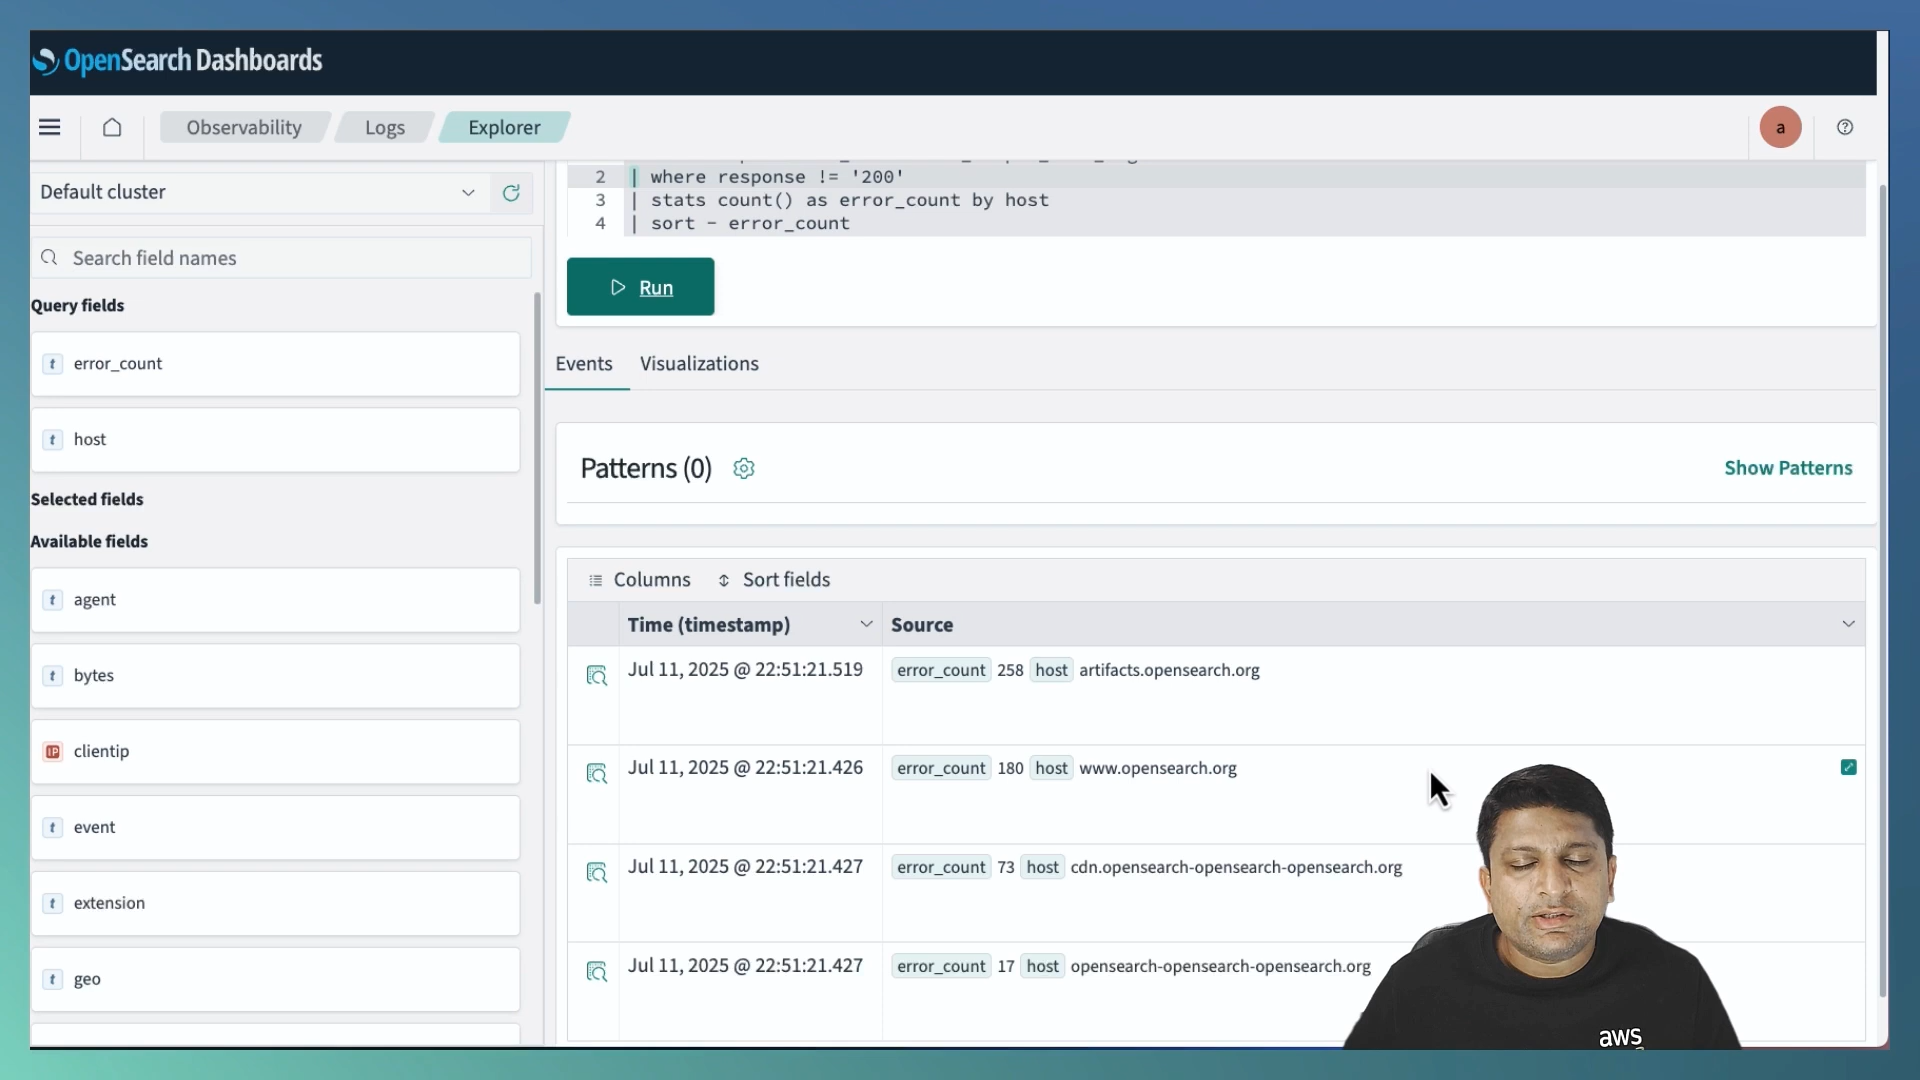 OpenSearch Dashboards
Observability
Logs
Explorer
a
Default cluster
Search field names
Query fields
error_count
host
Selected fields
Available fields
agent
bytes
clientip
event
extension
geo
2 | where response != '200'
3 | stats count() as error_count by host
4 | sort - error_count
Run
Events Visualizations
Patterns (0)
Show Patterns
Columns Sort fields
Time (timestamp) Source
Jul 11, 2025 @ 22:51:21.519 error_count 258 host artifacts.opensearch.org
Jul 11, 2025 @ 22:51:21.426 error_count 180 host www.opensearch.org
Jul 11, 2025 @ 22:51:21.427 error_count 73 host cdn.opensearch-opensearch-opensearch.org
Jul 11, 2025 @ 22:51:21.427 error_count 17 host opensearch-opensearch-opensearch.org
aws